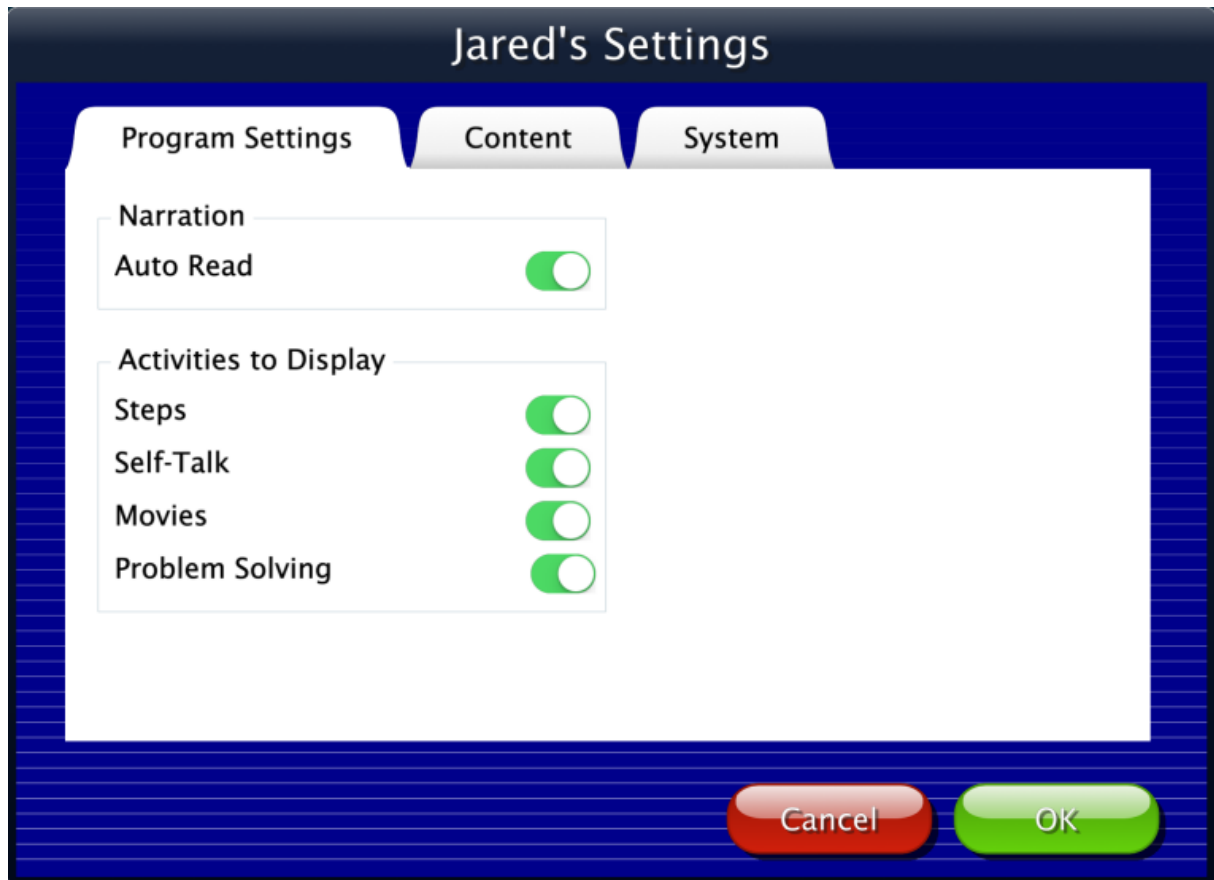 Jared's Settings
Program Settings Content System
Narration
Auto Read
Activities to Display
Steps
Self-Talk
Movies
Problem Solving
Cancel OK